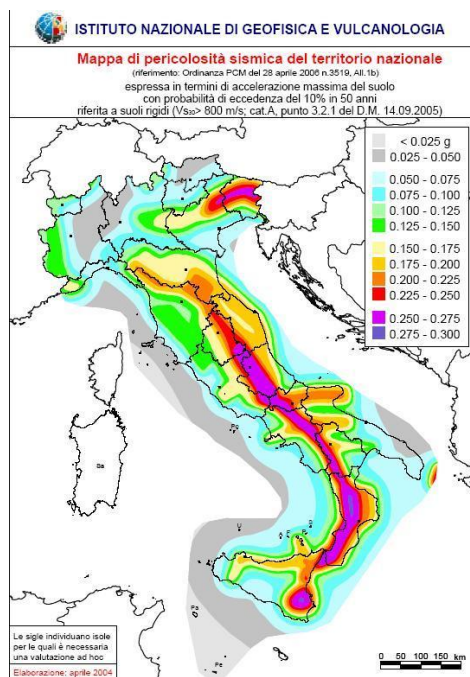 ISTITUTO NAZIONALE DI GEOFISICA E VULCANOLOGIA
Mappa di pericolosità sismica del territorio nazionale
(riferimento: Ordinanza PCM del 28 aprile 2006 n.3519, All.1b)
espressa in termini di accelerazione massima del suolo
con probabilità di eccedenza del 10% in 50 anni
riferita a suoli rigidi (Vs30> 800 m/s; cat.A, punto 3.2.1 del D.M. 14.09.2005)
< 0.025 g
0.025 - 0.050
0.050 - 0.075
0.075 - 0.100
0.100 - 0.125
0.125 - 0.150
0.150 - 0.175
0.175 - 0.200
0.200 - 0.225
0.225 - 0.250
0.250 - 0.275
0.275 - 0.300
Sa
U
Pa
Pe
Le sigle individuano isole
per le quali è necessaria
una valutazione ad hoc
Elaborazione: aprile 2004
0 50 100 150 km